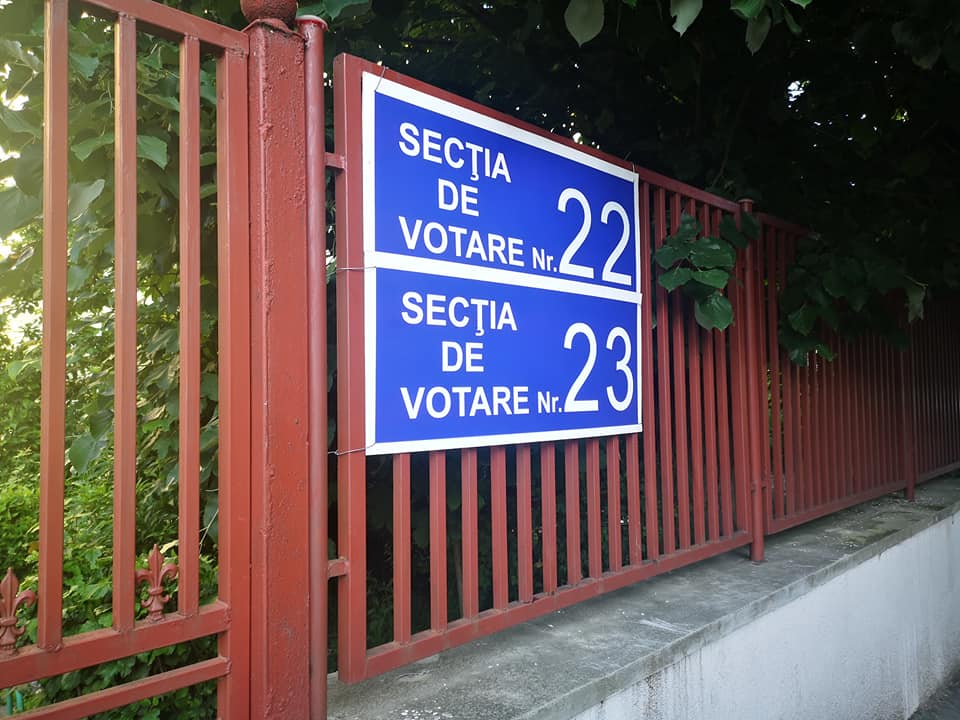 SECŢIA
DE
VOTARE Nr. 22
SECŢIA
DE
VOTARE Nr. 23